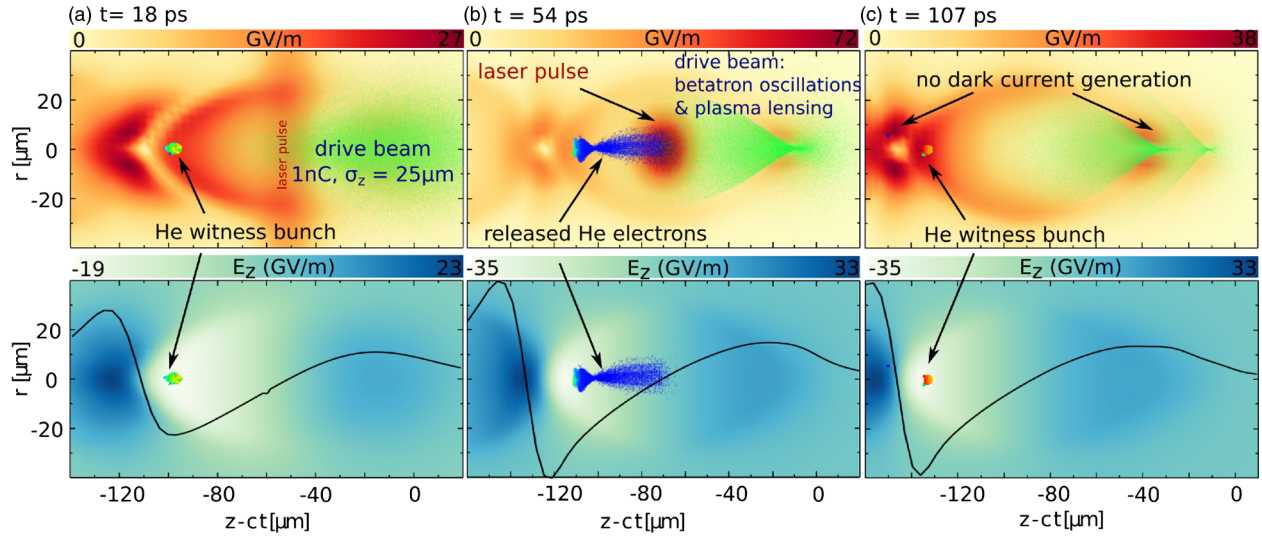 (a) t= 18 ps
(b) t = 54 ps
(c) t = 107 ps
0 GV/m 27
0 GV/m 72
0 GV/m 38
r [µm]
20
0
-20
laser pulse
drive beam
1nC, σz = 25µm
He witness bunch
laser pulse
drive beam:
betatron oscillations
& plasma lensing
released He electrons
no dark current generation
He witness bunch
-19 Ez (GV/m) 23
-35 Ez (GV/m) 33
-35 Ez (GV/m) 33
r [µm]
20
0
-20
-120 -80 -40 0
-120 -80 -40 0
-120 -80 -40 0
z-ct[µm]
z-ct[µm]
z-ct[µm]